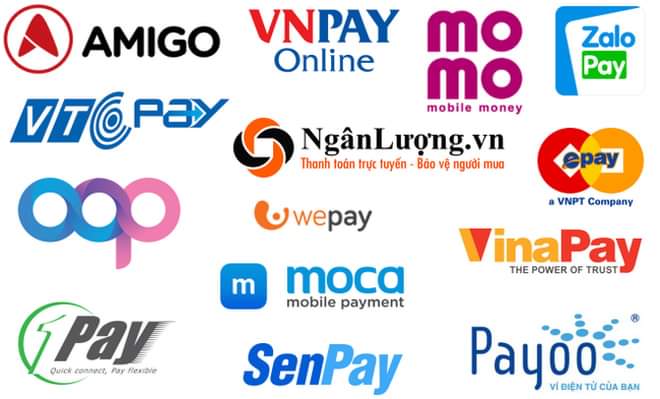 AMIGO
VNPAY
Online
mo
mo
mobile money
Zalo
Pay
VTC Pay
NgânLượng.vn
Thanh toán trực tuyến - Bảo vệ người mua
epay
a VNPT Company
wepay
VinaPay
THE POWER OF TRUST
m moca
mobile payment
1Pay
Quick connect, Pay flexible
SenPay
Payoo®
VÍ ĐIỆN TỬ CỦA BẠN